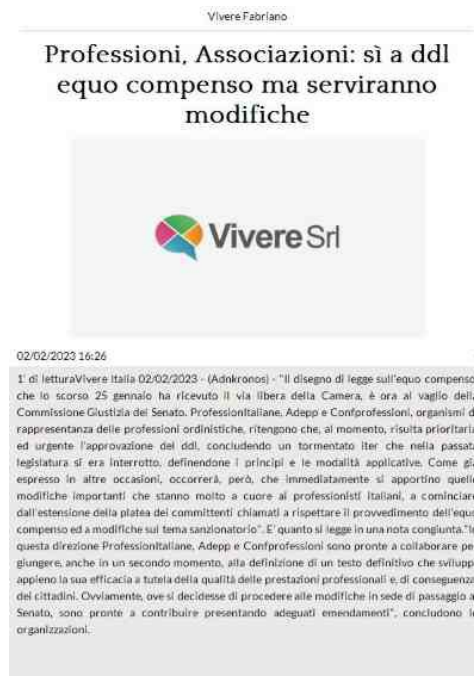 Vivere Fabriano
Professioni, Associazioni: sì a ddl
equo compenso ma serviranno
modifiche
Vivere Srl
02/02/2023 16:26
1' di letturaVivere Italia 02/02/2023 - (Adnkronos) - "Il disegno di legge sull'equo compenso
che lo scorso 25 gennaio ha ricevuto il via libera della Camera, è ora al vaglio della
Commissione Giustizia del Senato. ProfessionItaliane, Adepp e Confprofessioni, organismi d
rappresentanza delle professioni ordinistiche, ritengono che, al momento, risulta prioritaria
ed urgente l'approvazione del ddl, concludendo un tormentato iter che nella passata
legislatura si era interrotto, definendone i principi e le modalità applicative. Come già
espresso in altre occasioni, occorrerà, però, che immediatamente si apportino quelle
modifiche importanti che stanno molto a cuore ai professionisti italiani, a cominciare
dall'estensione della platea dei committenti chiamati a rispettare il provvedimento dell'equo
compenso ed a modifiche sul tema sanzionatorio". E' quanto si legge in una nota congiunta."In
questa direzione ProfessionItaliane, Adepp e Confprofessioni sono pronte a collaborare per
giungere, anche in un secondo momento, alla definizione di un testo definitivo che sviluppi
appieno la sua efficacia a tutela della qualità delle prestazioni professionali e, di conseguenza
dei cittadini. Ovviamente, ove si decidesse di procedere alle modifiche in sede di passaggio al
Senato, sono pronte a contribuire presentando adeguati emendamenti", concludono le
organizzazioni.